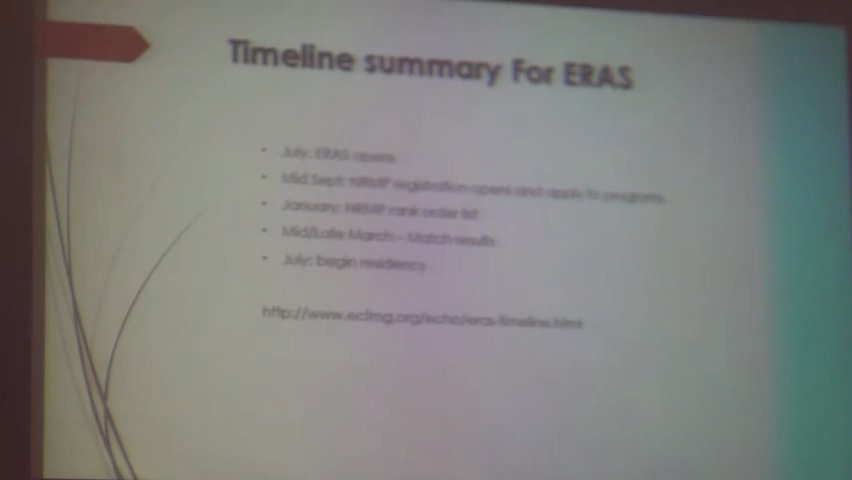 Timeline summary For ERAS
• July: ERAS opens
• Mid Sept: NRMP registration opens and apply to programs
• January: NRMP rank order list
• Mid/Late March – Match results
• July: begin residency
http://www.ecfmg.org/echo/eras-timeline.html